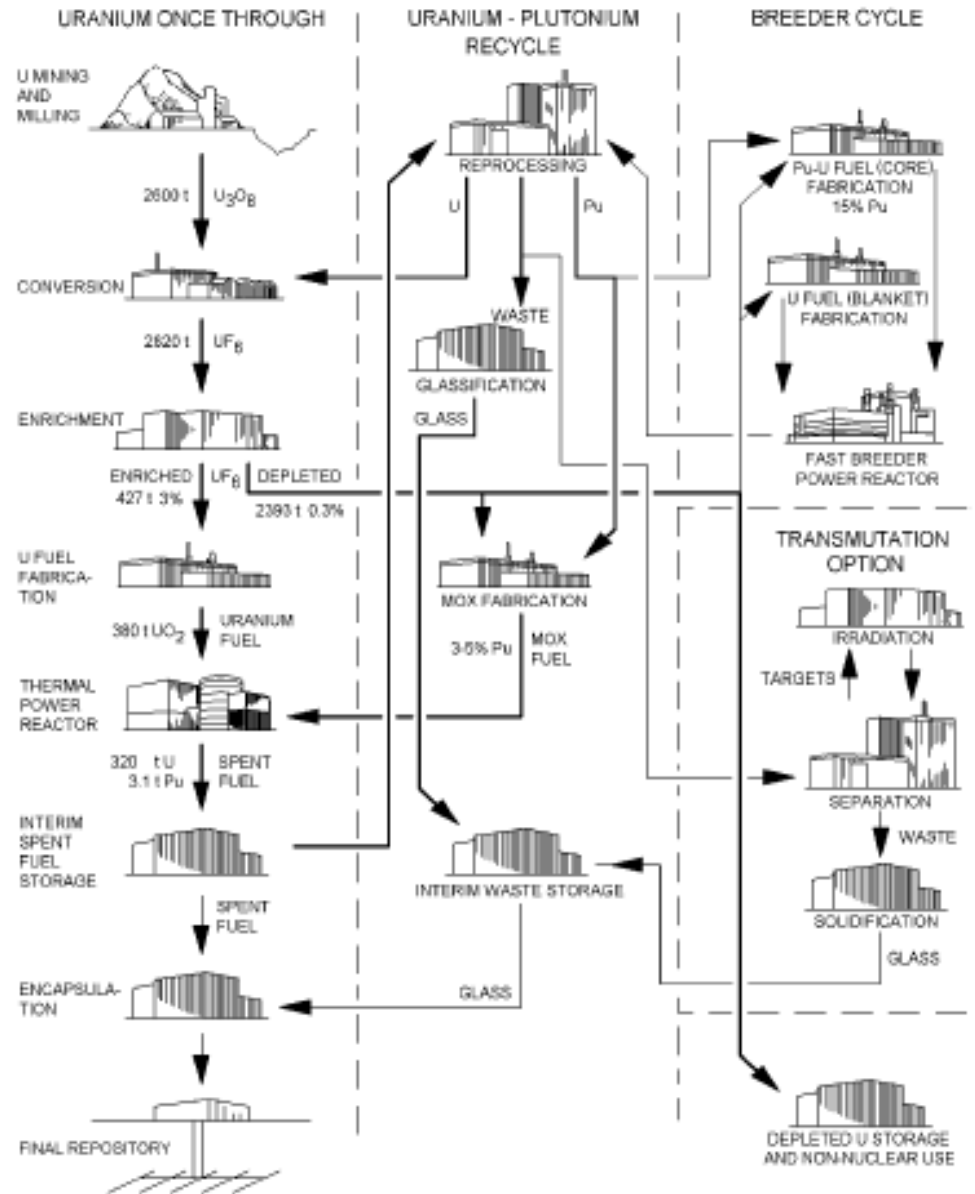 URANIUM ONCE THROUGH
U MINING
AND
MILLING
2600 t U₃O₈
CONVERSION
2820 t UF₆
ENRICHMENT
ENRICHED UF₆ DEPLETED
427 t 3%
2393 t 0.3%
U FUEL
FABRICA-
TION
380 t UO₂
URANIUM
FUEL
THERMAL
POWER
REACTOR
320 t U
3.1 t Pu
SPENT
FUEL
INTERIM
SPENT
FUEL
STORAGE
SPENT
FUEL
ENCAPSULA-
TION
FINAL REPOSITORY
URANIUM - PLUTONIUM
RECYCLE
REPROCESSING
U
Pu
WASTE
GLASSIFICATION
GLASS
MOX FABRICATION
3-5% Pu
MOX
FUEL
INTERIM WASTE STORAGE
GLASS
BREEDER CYCLE
Pu-U FUEL (CORE)
FABRICATION
15% Pu
U FUEL (BLANKET)
FABRICATION
FAST BREEDER
POWER REACTOR
TRANSMUTATION
OPTION
IRRADIATION
TARGETS
SEPARATION
WASTE
SOLIDIFICATION
GLASS
DEPLETED U STORAGE
AND NON-NUCLEAR USE